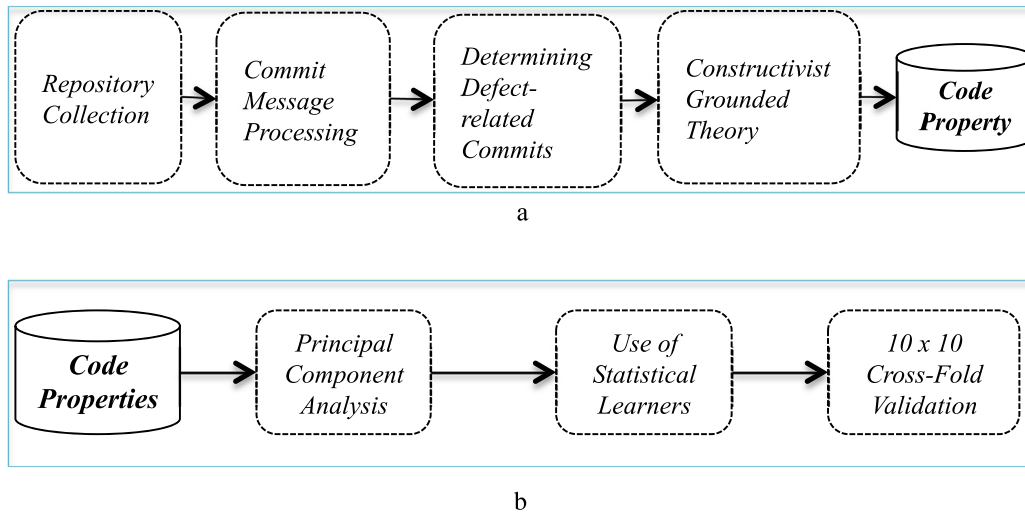 Repository
Collection
Commit
Message
Processing
Determining
Defect-
related
Commits
Constructivist
Grounded
Theory
Code
Property
a
Code
Properties
Principal
Component
Analysis
Use of
Statistical
Learners
10 x 10
Cross-Fold
Validation
b